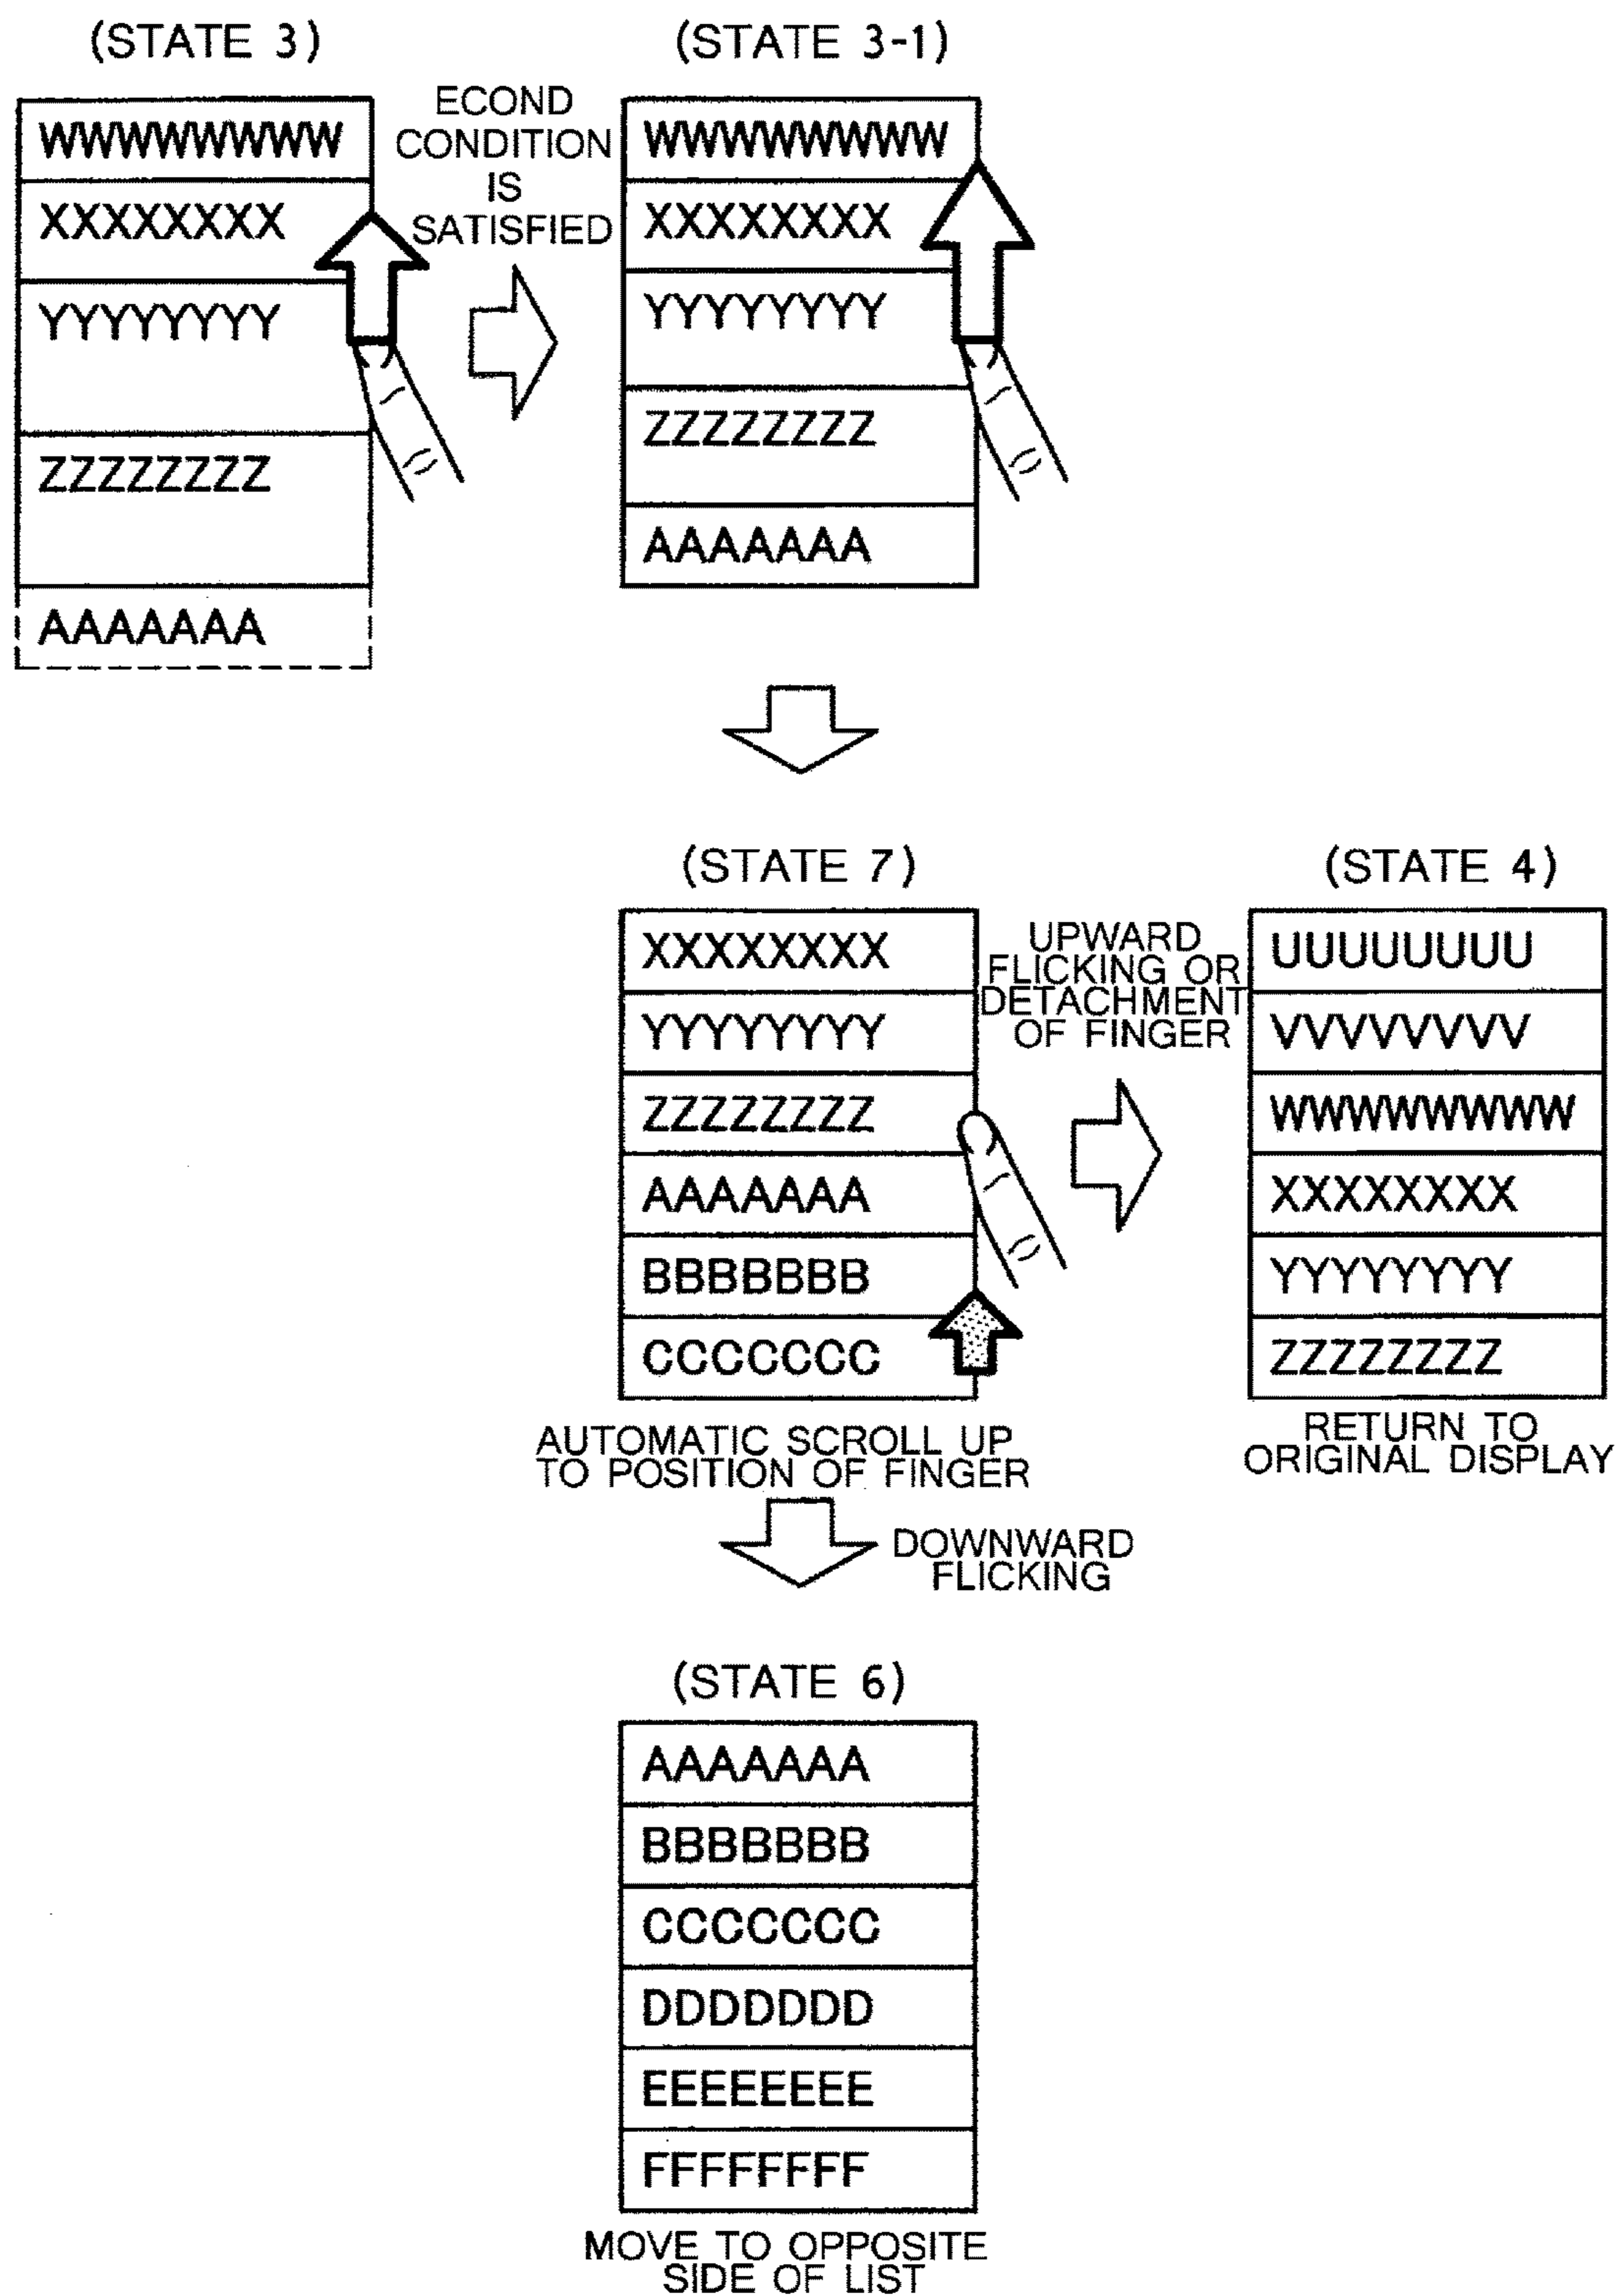 (STATE 3)
WWWWWWWW
XXXXXXXX
YYYYYYYY
ZZZZZZZZ
AAAAAAA
ECOND
CONDITION
IS
SATISFIED
(STATE 3-1)
WWWWWWWW
XXXXXXXX
YYYYYYYY
ZZZZZZZZ
AAAAAAA
(STATE 7)
XXXXXXXX
YYYYYYYY
ZZZZZZZZ
AAAAAAA
BBBBBBB
CCCCCCC
AUTOMATIC SCROLL UP
TO POSITION OF FINGER
UPWARD
FLICKING OR
DETACHMENT
OF FINGER
(STATE 4)
UUUUUUUU
VVVVVVVV
WWWWWWWW
XXXXXXXX
YYYYYYYY
ZZZZZZZZ
RETURN TO
ORIGINAL DISPLAY
DOWNWARD
FLICKING
(STATE 6)
AAAAAAA
BBBBBBB
CCCCCCC
DDDDDDD
EEEEEEEE
FFFFFFFF
MOVE TO OPPOSITE
SIDE OF LIST